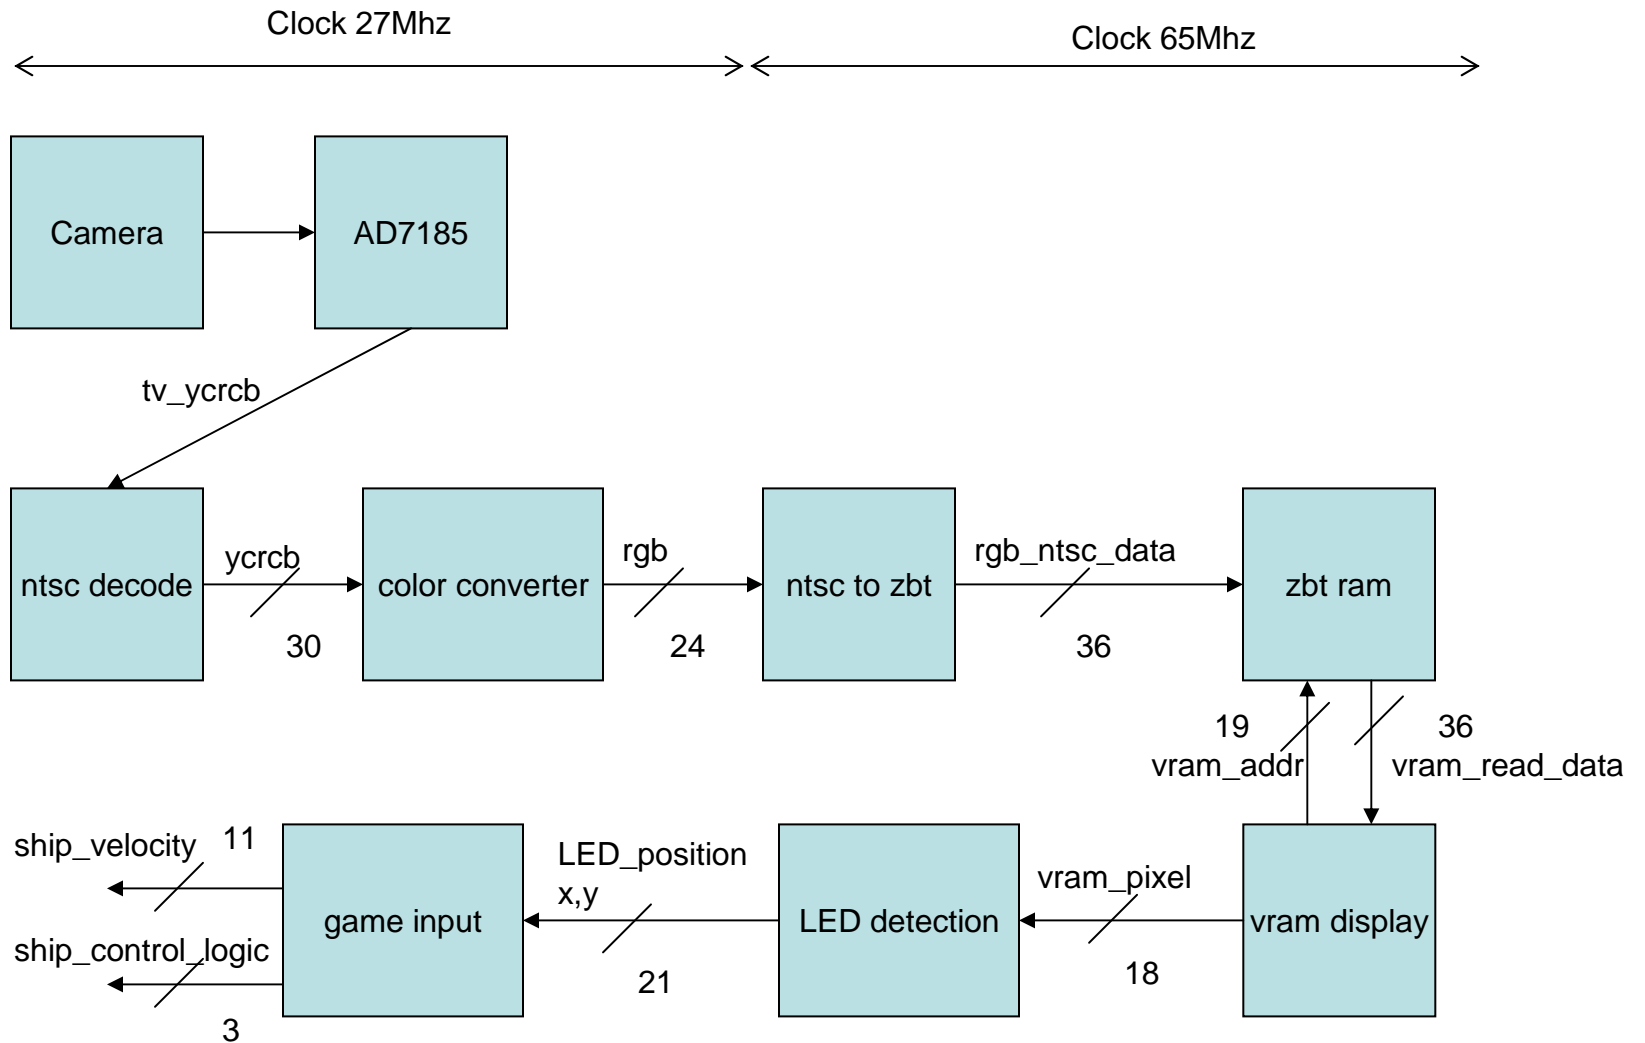 Clock 27Mhz
Clock 65Mhz
Camera
AD7185
tv_ycrcb
ntsc decode
ycrcb
30
color converter
rgb
24
ntsc to zbt
rgb_ntsc_data
36
zbt ram
19
vram_addr
36
vram_read_data
ship_velocity
11
ship_control_logic
3
game input
LED_position
x,y
21
LED detection
vram_pixel
18
vram display